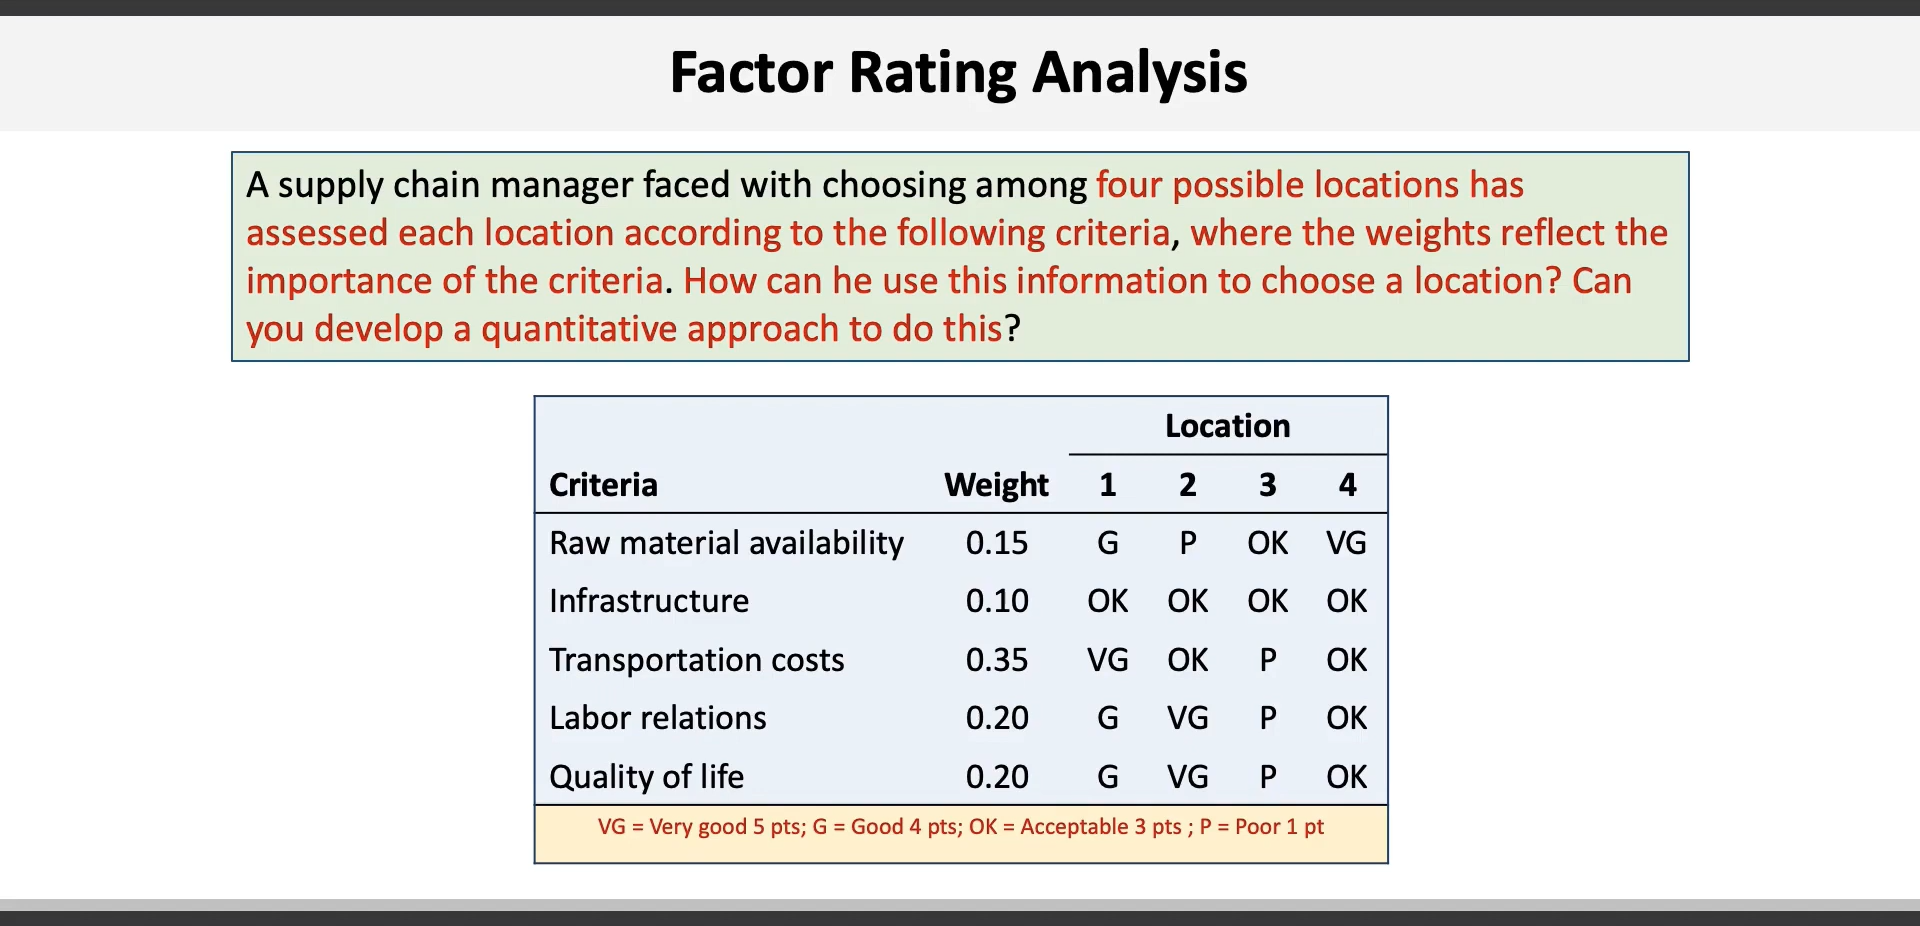 Factor Rating Analysis
A supply chain manager faced with choosing among four possible locations has
assessed each location according to the following criteria, where the weights reflect the
importance of the criteria. How can he use this information to choose a location? Can
you develop a quantitative approach to do this?
Location
Criteria Weight 1 2 3 4
Raw material availability 0.15 G P OK VG
Infrastructure 0.10 OK OK OK OK
Transportation costs 0.35 VG OK P OK
Labor relations 0.20 G VG P OK
Quality of life 0.20 G VG P OK
VG = Very good 5 pts; G = Good 4 pts; OK = Acceptable 3 pts ; P = Poor 1 pt